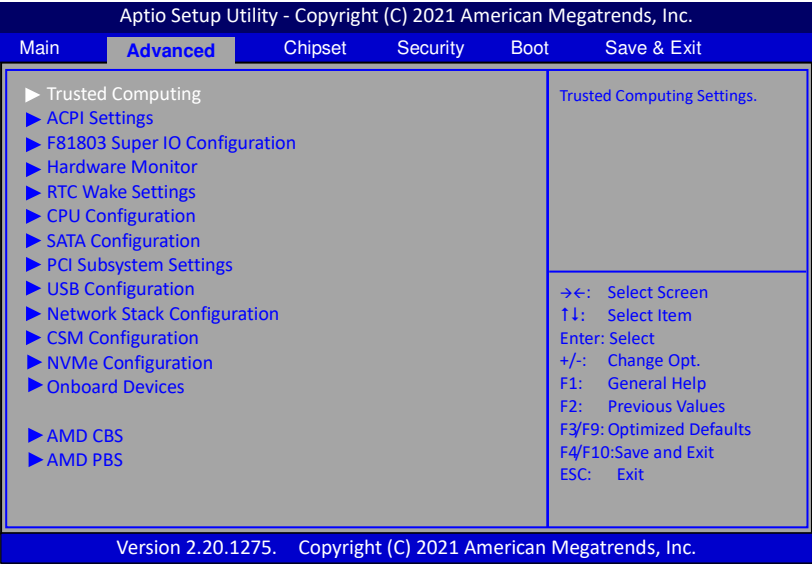 Aptio Setup Utility - Copyright (C) 2021 American Megatrends, Inc.
Main Advanced Chipset Security Boot Save & Exit
▶ Trusted Computing
▶ ACPI Settings
▶ F81803 Super IO Configuration
▶ Hardware Monitor
▶ RTC Wake Settings
▶ CPU Configuration
▶ SATA Configuration
▶ PCI Subsystem Settings
▶ USB Configuration
▶ Network Stack Configuration
▶ CSM Configuration
▶ NVMe Configuration
▶ Onboard Devices
▶ AMD CBS
▶ AMD PBS
Trusted Computing Settings.
→←: Select Screen
↑↓: Select Item
Enter: Select
+/-: Change Opt.
F1: General Help
F2: Previous Values
F3/F9: Optimized Defaults
F4/F10:Save and Exit
ESC: Exit
Version 2.20.1275. Copyright (C) 2021 American Megatrends, Inc.